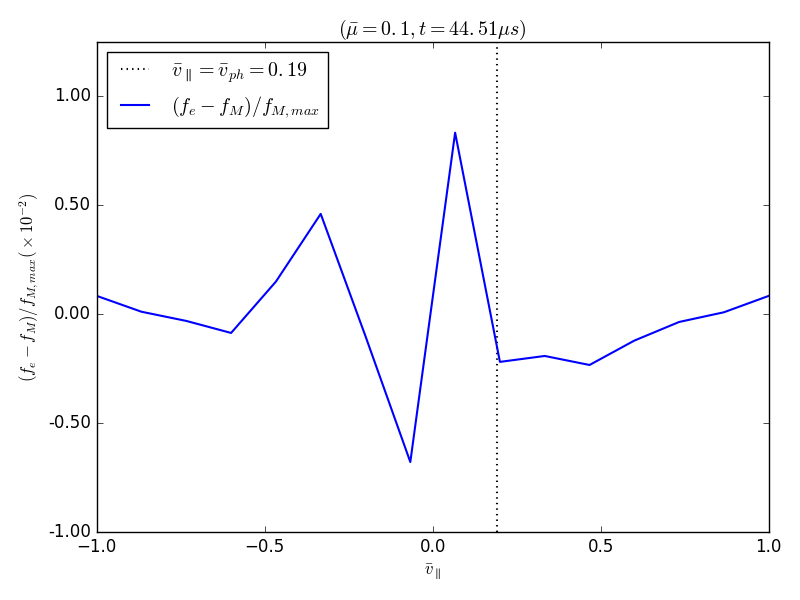 (μ̄ = 0.1, t = 44.51μs)
v̄∥ = v̄ph = 0.19
(fe − fM)/fM,max
1.00
0.50
0.00
-0.50
-1.00
(fe − fM)/fM,max(×10−2)
−1.0
−0.5
0.0
0.5
1.0
v̄∥